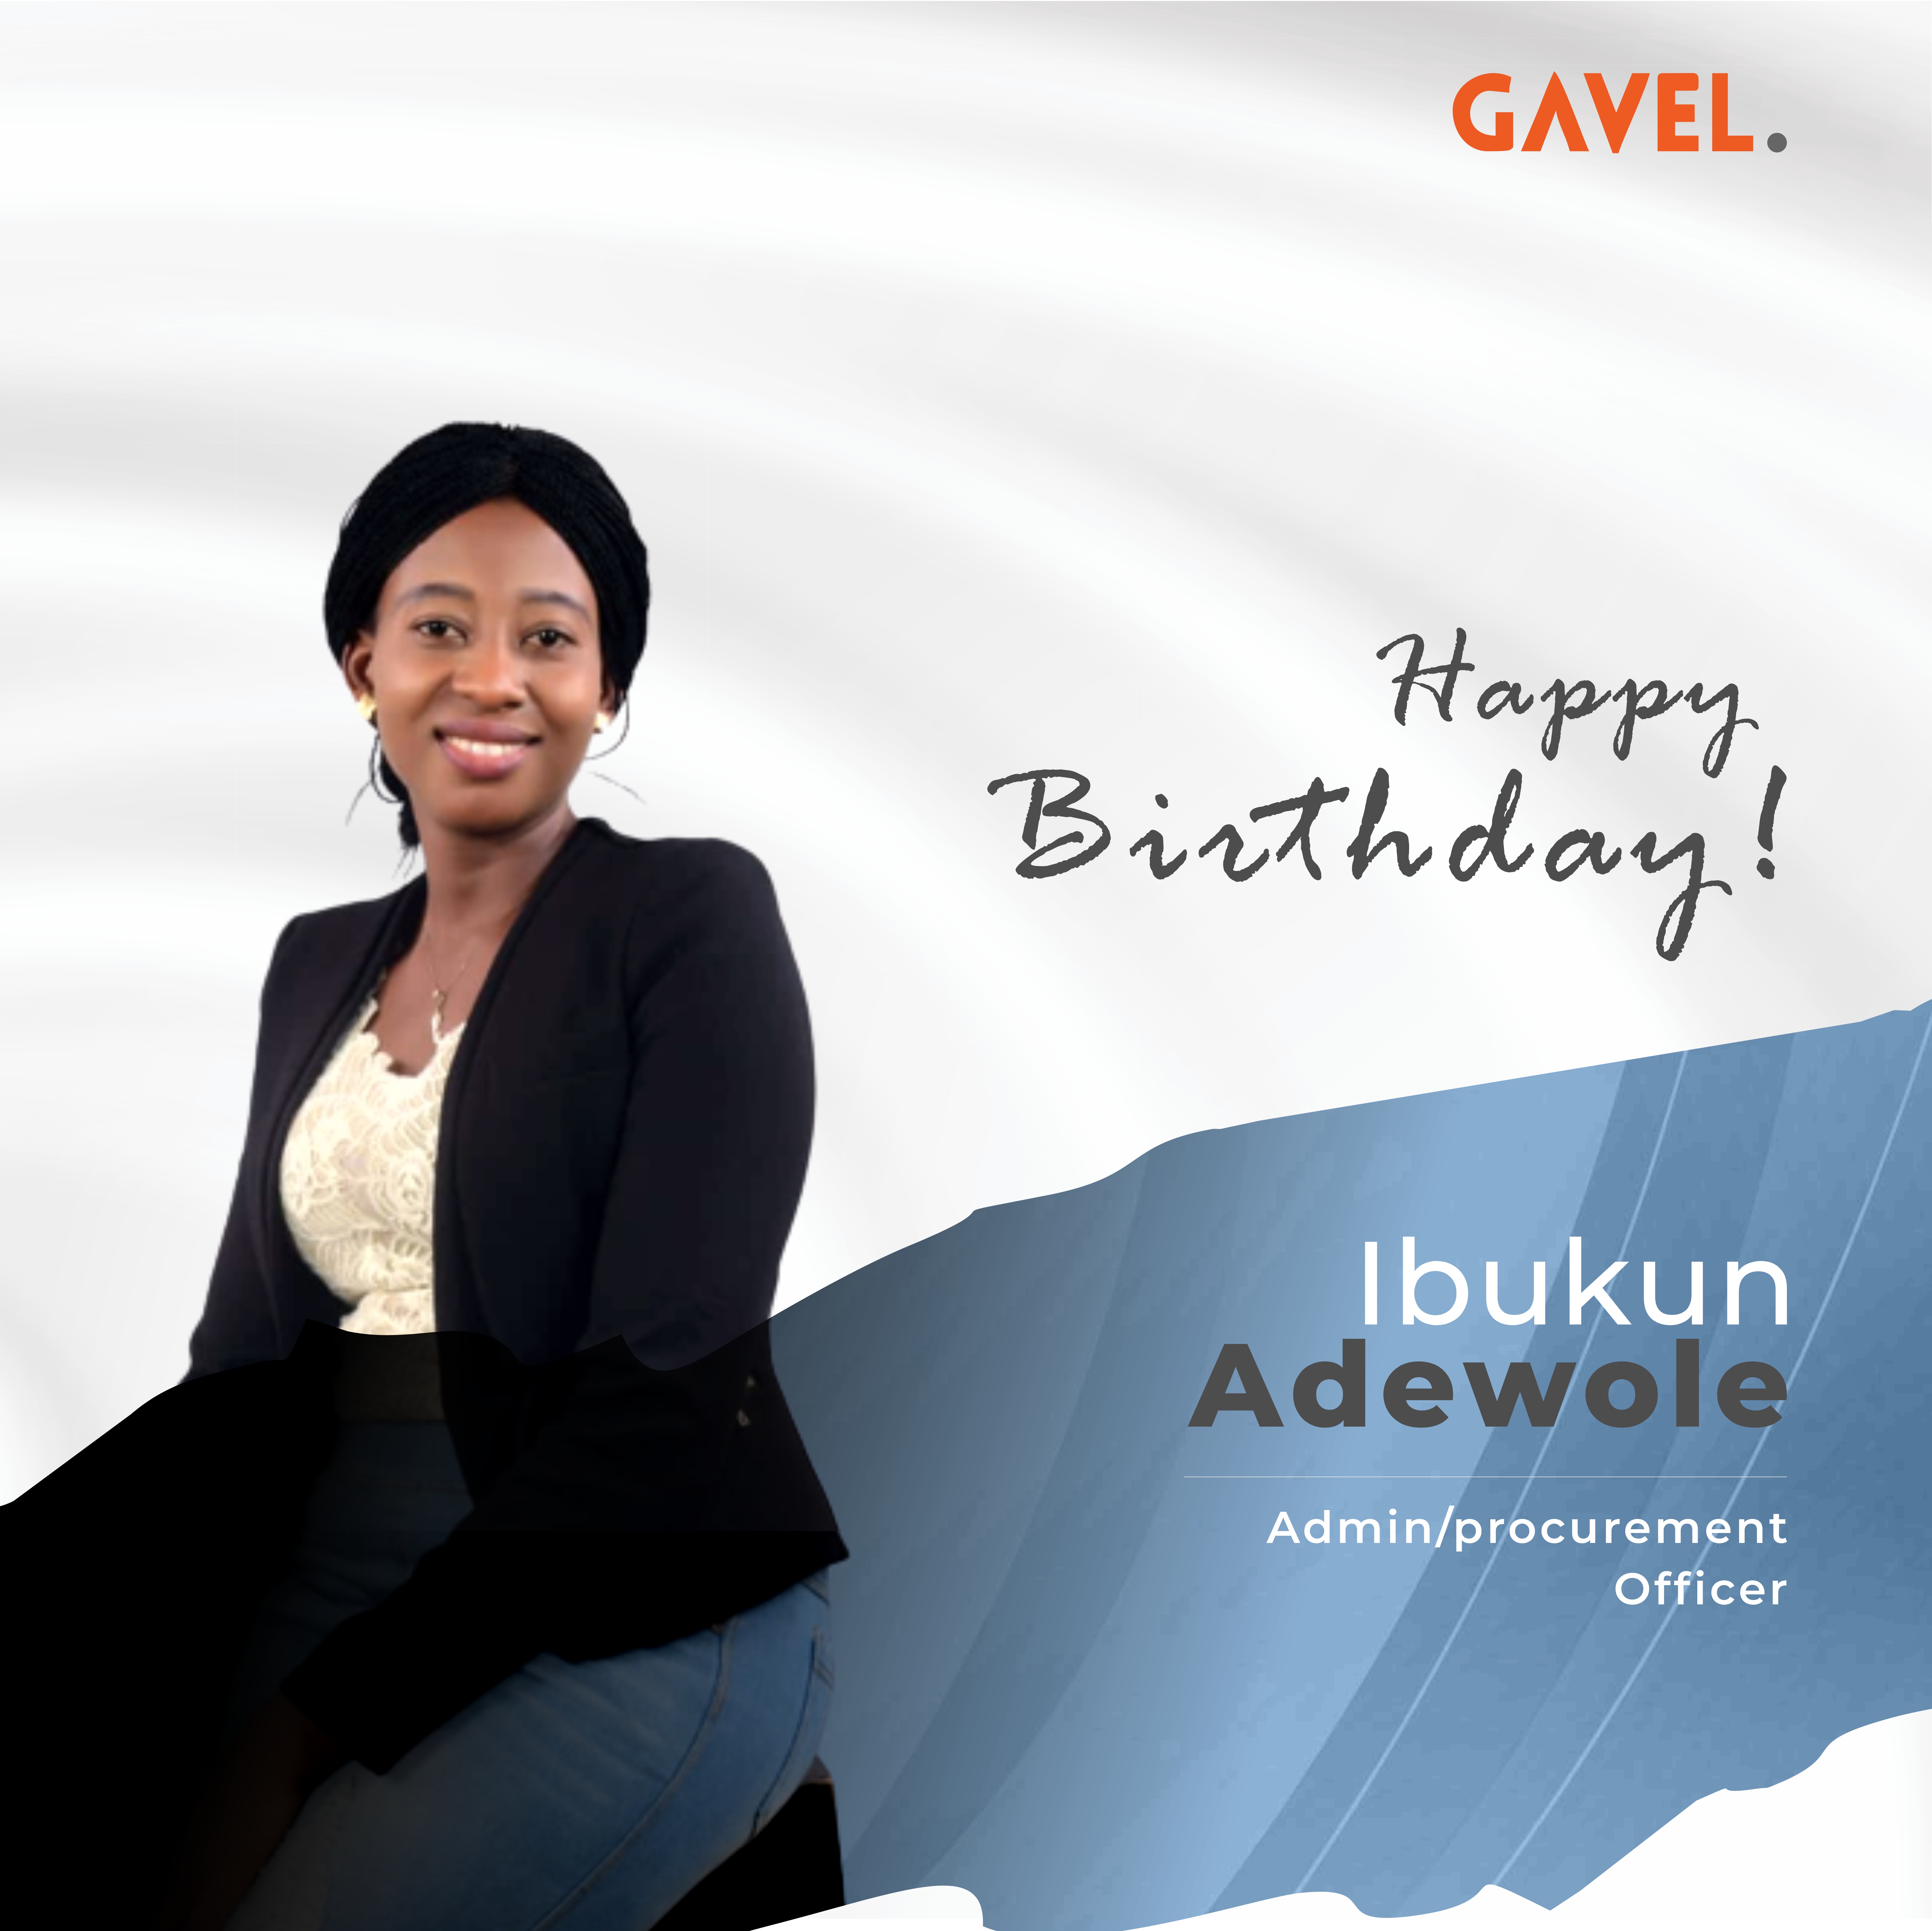 GAVEL.
Happy
Birthday!
Ibukun
Adewole
Admin/procurement
Officer